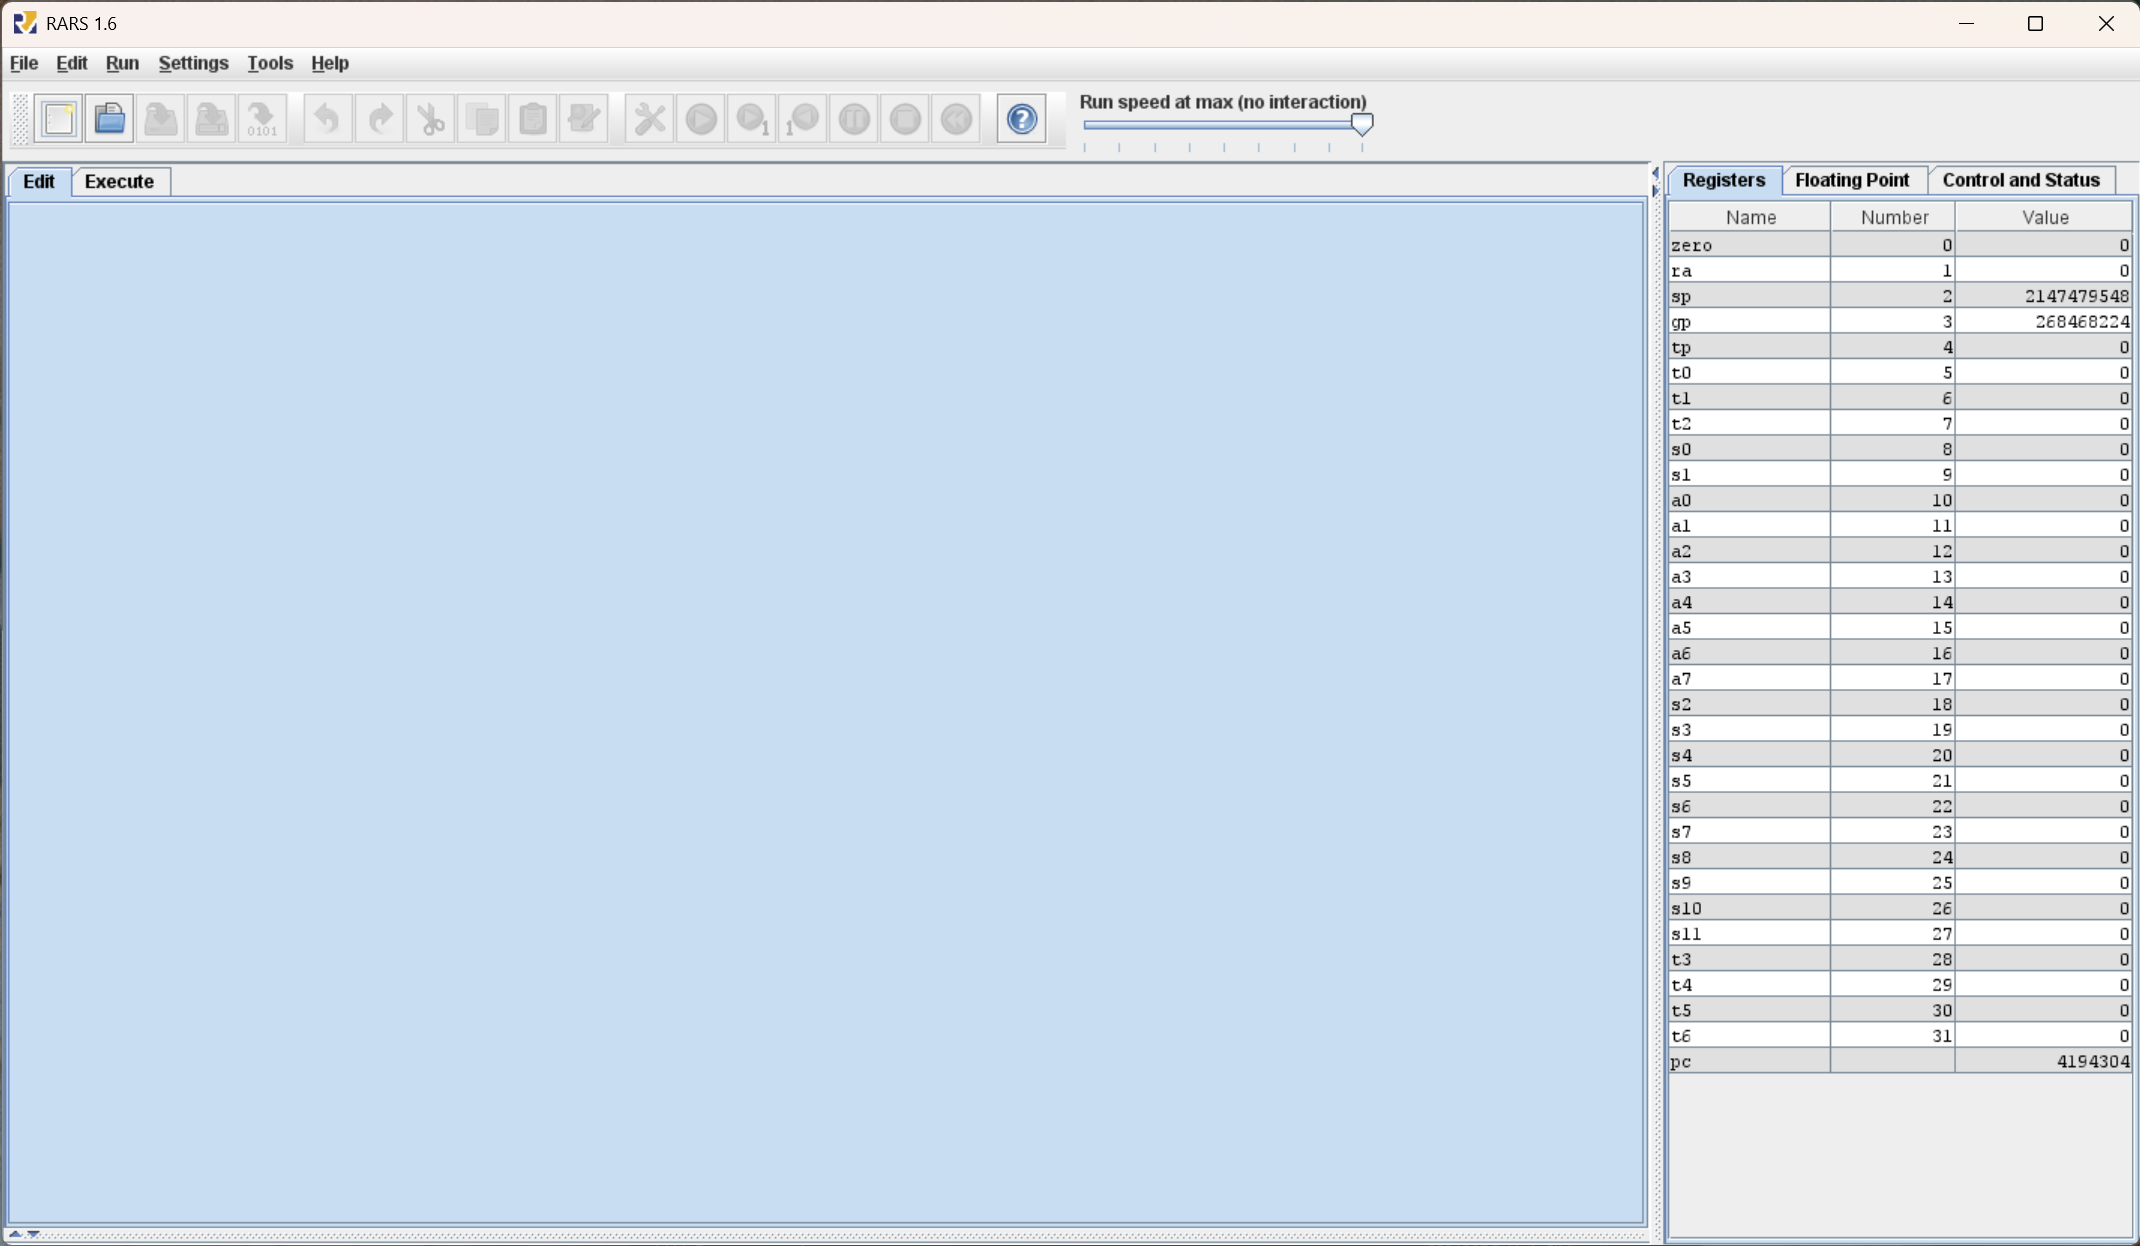 RARS 1.6
File Edit Run Settings Tools Help
0101
1
1
?
Run speed at max (no interaction)
Edit Execute
Registers Floating Point Control and Status
Name Number Value
zero 0 0
ra 1 0
sp 2 2147479548
gp 3 268468224
tp 4 0
t0 5 0
t1 6 0
t2 7 0
s0 8 0
s1 9 0
a0 10 0
a1 11 0
a2 12 0
a3 13 0
a4 14 0
a5 15 0
a6 16 0
a7 17 0
s2 18 0
s3 19 0
s4 20 0
s5 21 0
s6 22 0
s7 23 0
s8 24 0
s9 25 0
s10 26 0
s11 27 0
t3 28 0
t4 29 0
t5 30 0
t6 31 0
pc 4194304